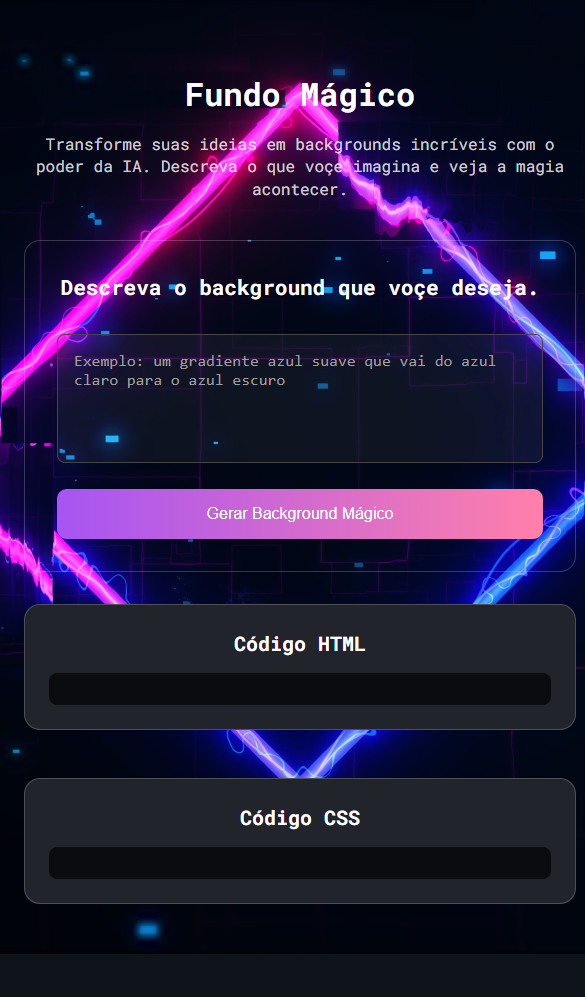 Fundo Mágico
Transforme suas ideias em backgrounds incríveis com o
poder da IA. Descreva o que voçe imagina e veja a magia
acontecer.
Descreva o background que voçe deseja.
Exemplo: um gradiente azul suave que vai do azul
claro para o azul escuro
Gerar Background Mágico
Código HTML
Código CSS